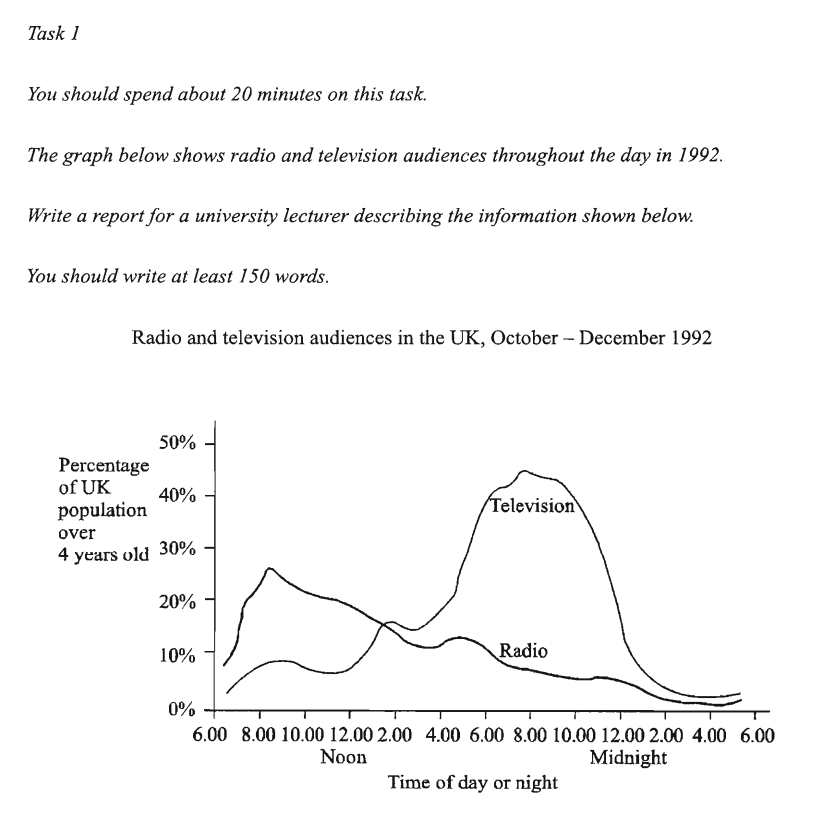 Task 1
You should spend about 20 minutes on this task.
The graph below shows radio and television audiences throughout the day in 1992.
Write a report for a university lecturer describing the information shown below.
You should write at least 150 words.
Radio and television audiences in the UK, October – December 1992
50%
Percentage
of UK
population
over
4 years old
40%
30%
20%
10%
0%
Television
Radio
6.00 8.00 10.00 12.00 2.00 4.00 6.00 8.00 10.00 12.00 2.00 4.00 6.00
Noon Midnight
Time of day or night